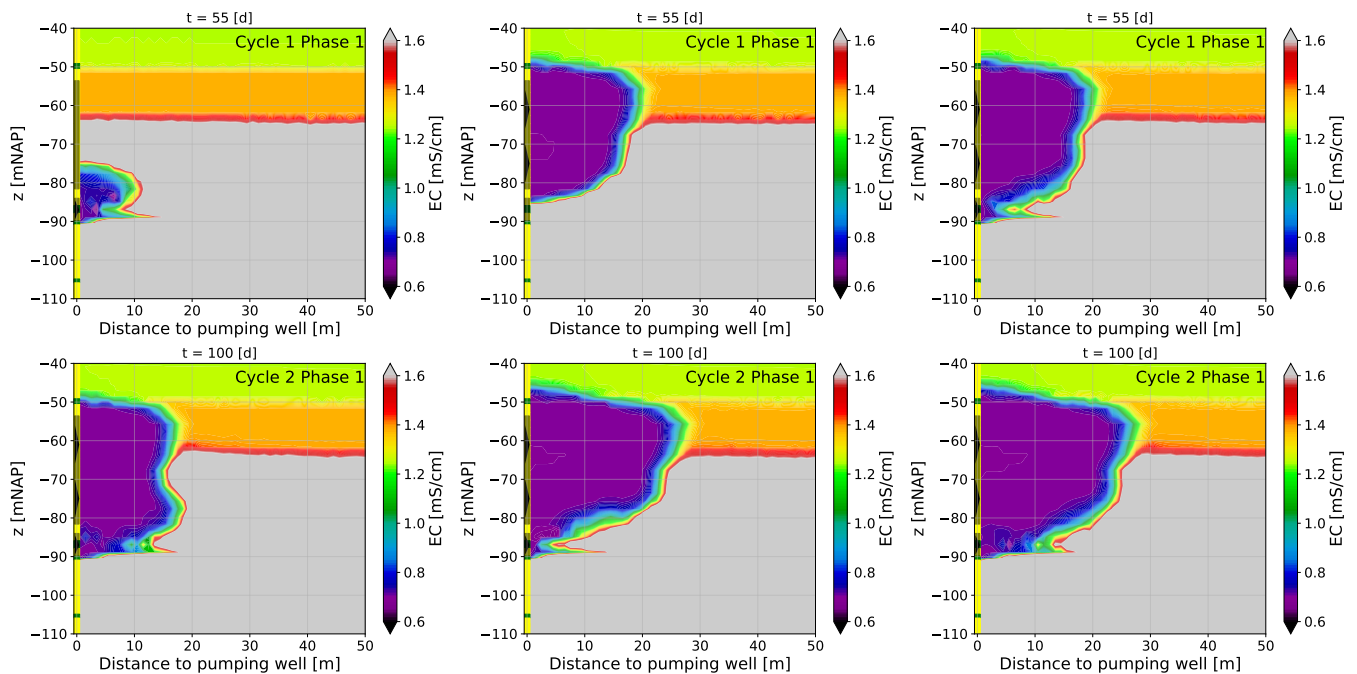 t = 55 [d]
Cycle 1 Phase 1
−40
−50
−60
−70
−80
−90
−100
−110
z [mNAP]
0 10 20 30 40 50
Distance to pumping well [m]
1.6
1.4
1.2
1.0
0.8
0.6
EC [mS/cm]
t = 55 [d]
Cycle 1 Phase 1
−40
−50
−60
−70
−80
−90
−100
−110
z [mNAP]
0 10 20 30 40 50
Distance to pumping well [m]
1.6
1.4
1.2
1.0
0.8
0.6
EC [mS/cm]
t = 55 [d]
Cycle 1 Phase 1
−40
−50
−60
−70
−80
−90
−100
−110
z [mNAP]
0 10 20 30 40 50
Distance to pumping well [m]
1.6
1.4
1.2
1.0
0.8
0.6
EC [mS/cm]
t = 100 [d]
Cycle 2 Phase 1
−40
−50
−60
−70
−80
−90
−100
−110
z [mNAP]
0 10 20 30 40 50
Distance to pumping well [m]
1.6
1.4
1.2
1.0
0.8
0.6
EC [mS/cm]
t = 100 [d]
Cycle 2 Phase 1
−40
−50
−60
−70
−80
−90
−100
−110
z [mNAP]
0 10 20 30 40 50
Distance to pumping well [m]
1.6
1.4
1.2
1.0
0.8
0.6
EC [mS/cm]
t = 100 [d]
Cycle 2 Phase 1
−40
−50
−60
−70
−80
−90
−100
−110
z [mNAP]
0 10 20 30 40 50
Distance to pumping well [m]
1.6
1.4
1.2
1.0
0.8
0.6
EC [mS/cm]